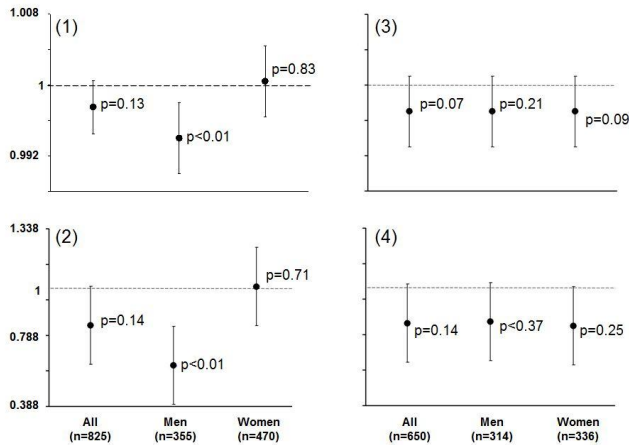 1.008
(1)
(3)
p=0.83
1
p=0.13
p=0.07
p=0.21
p=0.09
p<0.01
0.992
1.338
(2)
(4)
p=0.71
1
p=0.14
p=0.14
p<0.37
p=0.25
0.788
p<0.01
0.388
All
(n=825)
Men
(n=355)
Women
(n=470)
All
(n=650)
Men
(n=314)
Women
(n=336)